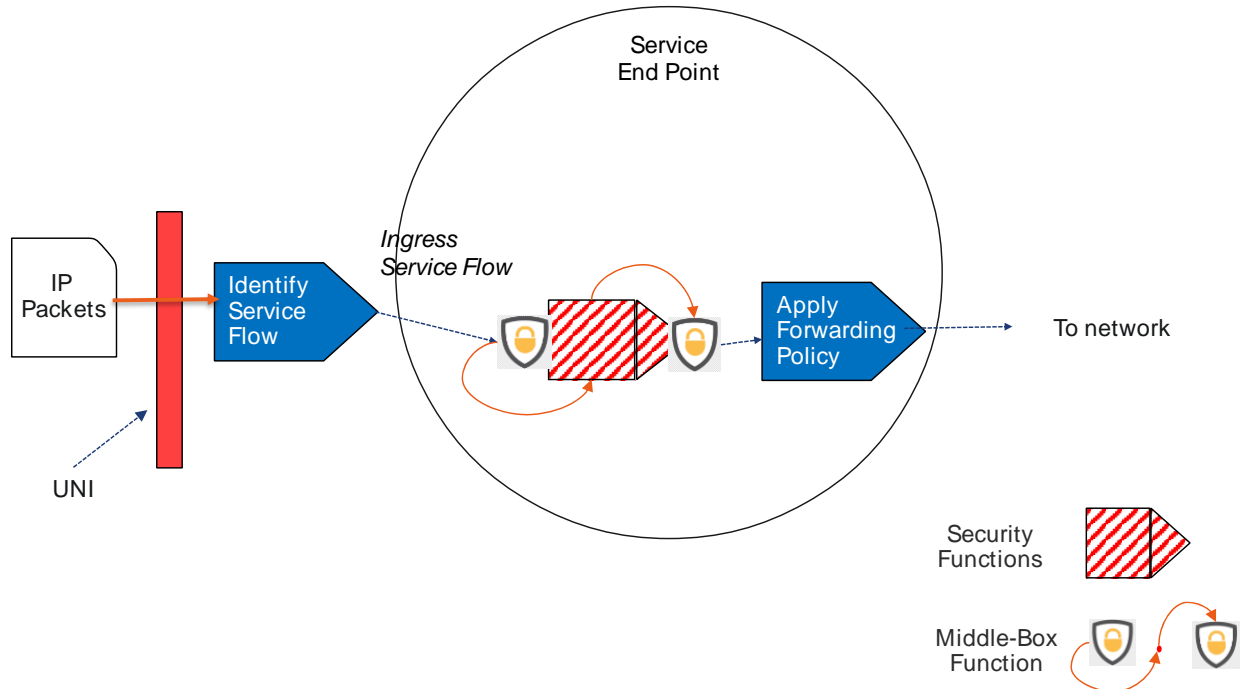 Service
End Point
IP
Packets
Identify
Service
Flow
Ingress
Service Flow
Apply
Forwarding
Policy
To network
UNI
Security
Functions
Middle-Box
Function